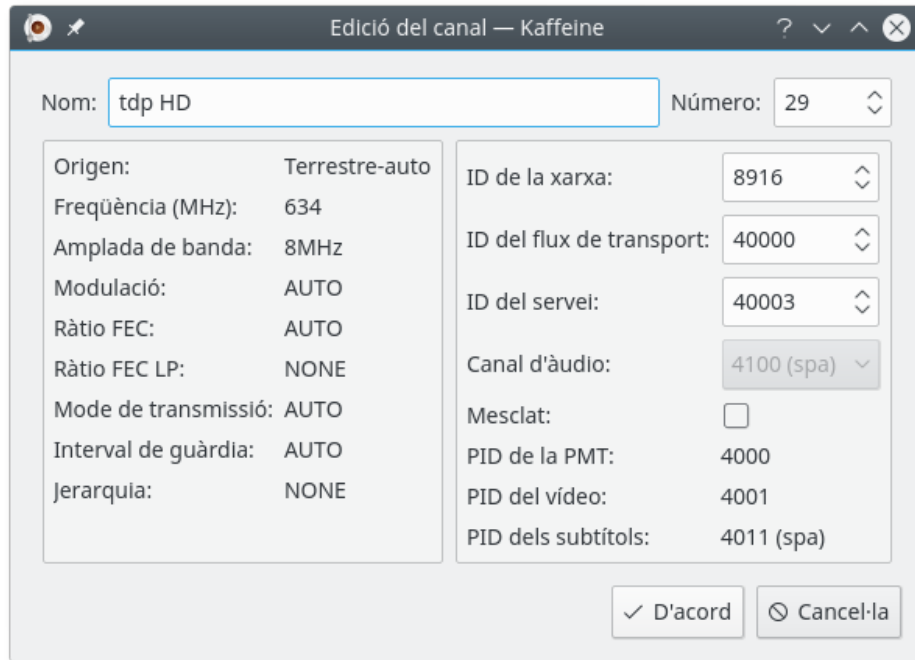 Edició del canal — Kaffeine
Nom: tdp HD
Número: 29
Origen: Terrestre-auto
Freqüència (MHz): 634
Amplada de banda: 8MHz
Modulació: AUTO
Ràtio FEC: AUTO
Ràtio FEC LP: NONE
Mode de transmissió: AUTO
Interval de guàrdia: AUTO
Jerarquia: NONE
ID de la xarxa: 8916
ID del flux de transport: 40000
ID del servei: 40003
Canal d'àudio: 4100 (spa)
Mesclat:
PID de la PMT: 4000
PID del vídeo: 4001
PID dels subtítols: 4011 (spa)
D'acord
Cancel·la